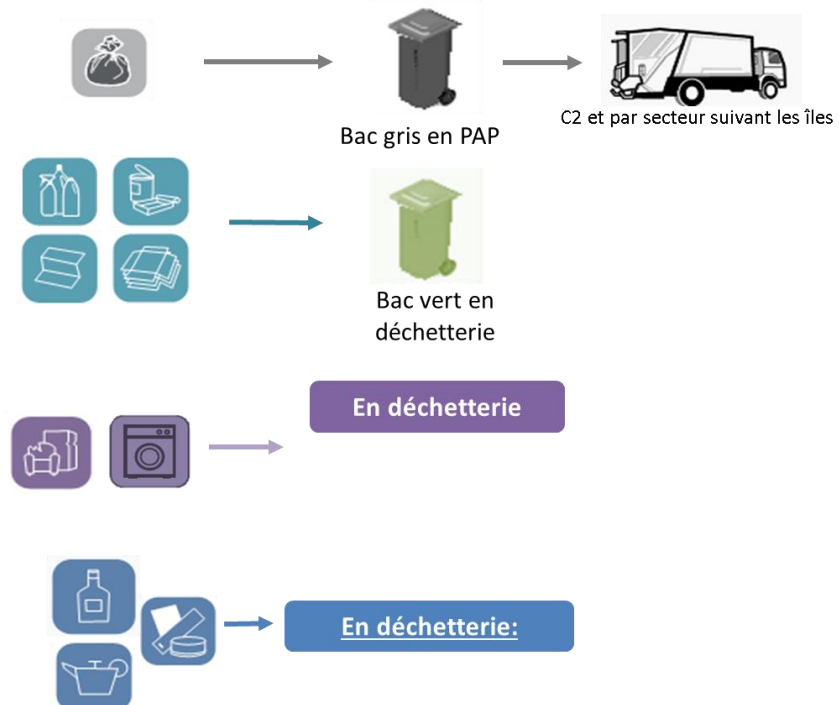 Bac gris en PAP
C2 et par secteur suivant les îles
Bac vert en
déchetterie
En déchetterie
En déchetterie: